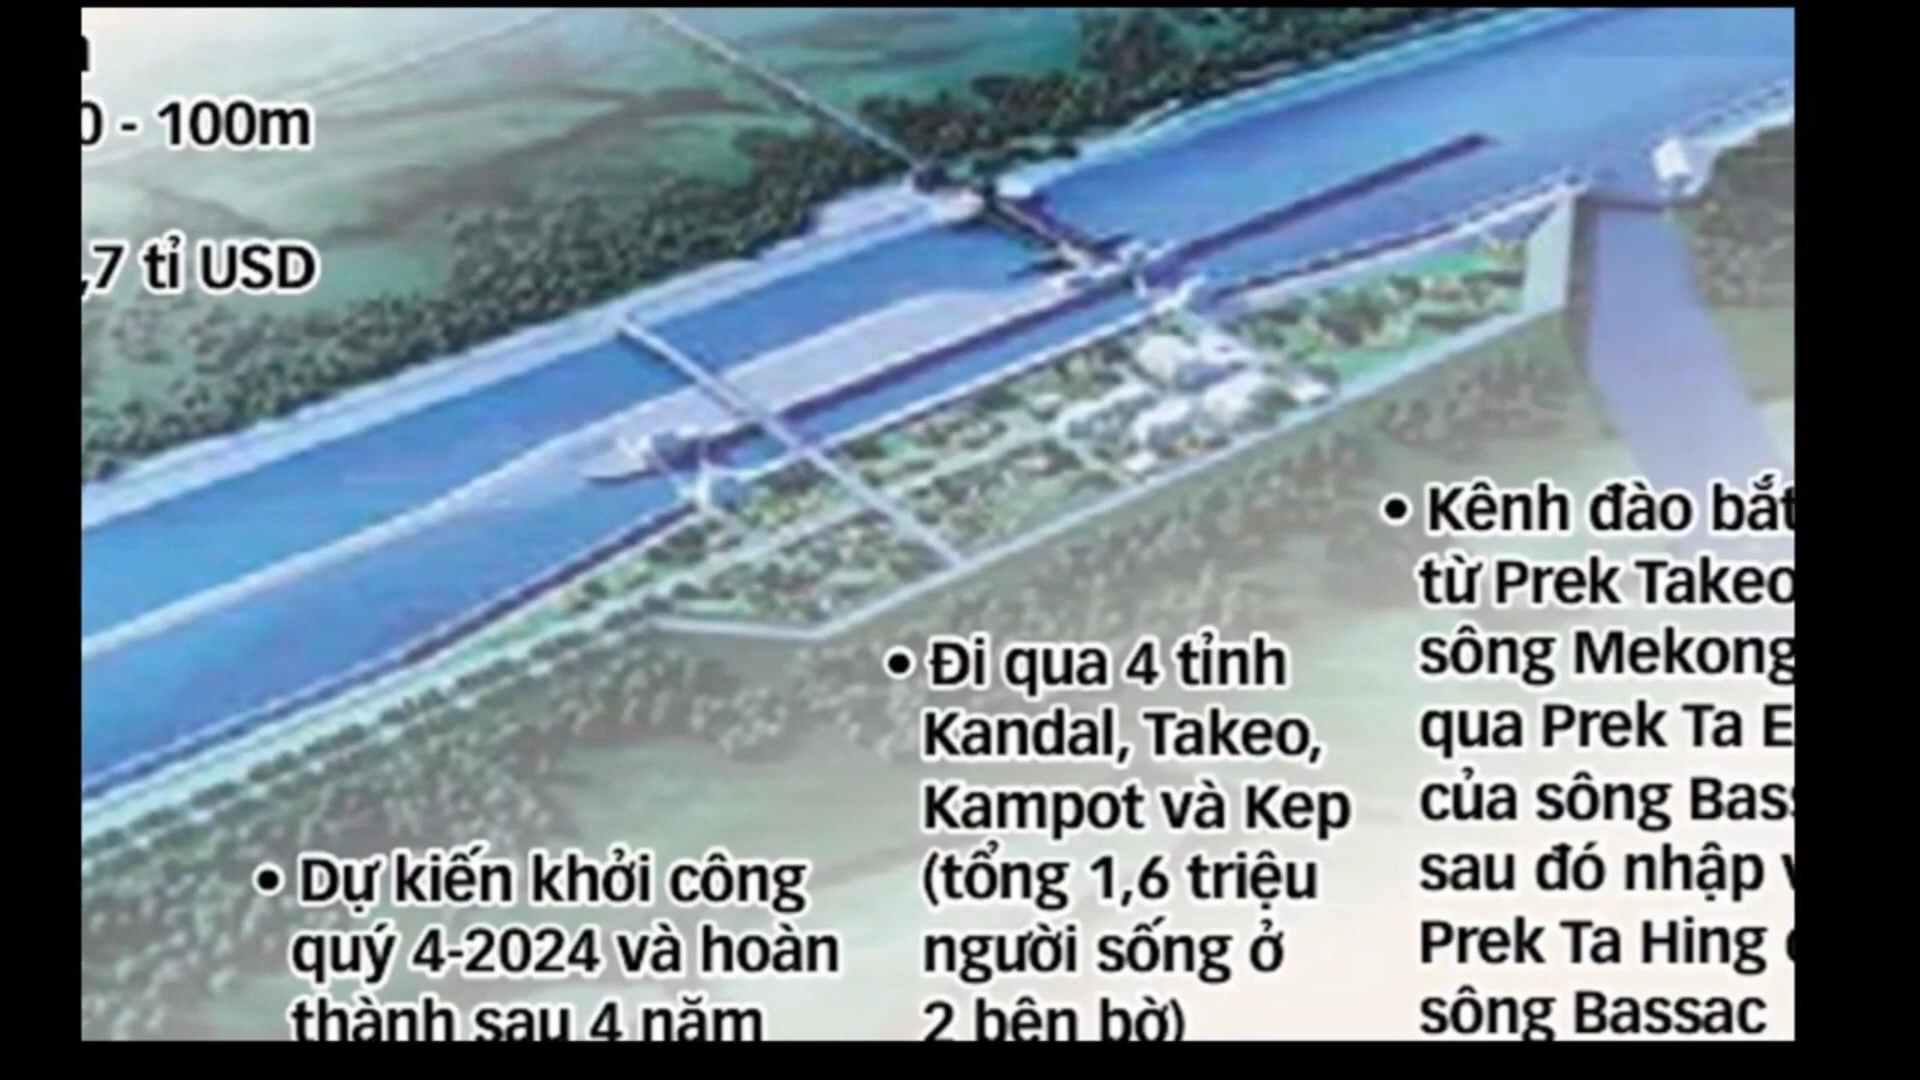 0 - 100m
,7 tỉ USD
• Kênh đào bắt
từ Prek Takeo
sông Mekong
qua Prek Ta E
của sông Bass
sau đó nhập
Prek Ta Hing
sông Bassac
• Đi qua 4 tỉnh
Kandal, Takeo,
Kampot và Kep
(tổng 1,6 triệu
người sống ở
2 bên bờ)
• Dự kiến khởi công
quý 4-2024 và hoàn
thành sau 4 năm